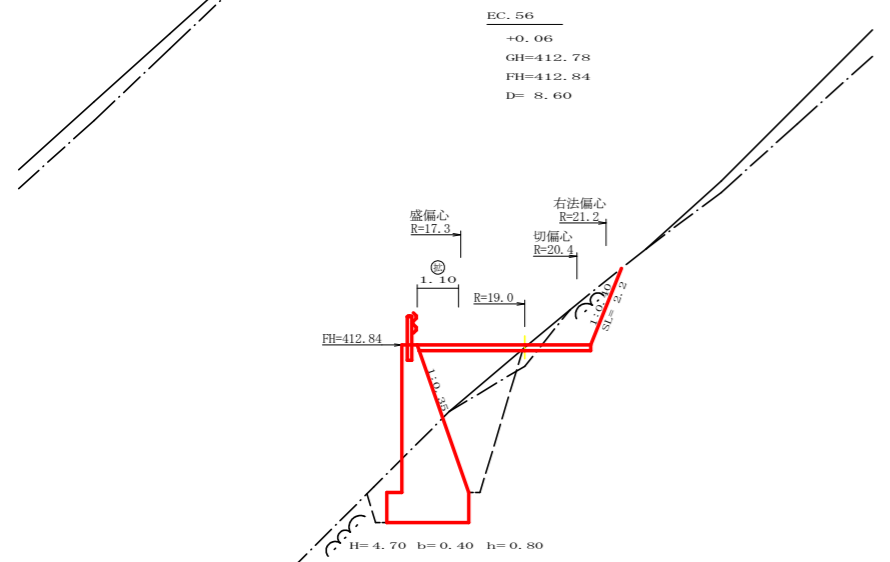 EC.56
+0.06
GH=412.78
FH=412.84
D= 8.60
右法偏心
R=21.2
盛偏心
R=17.3
切偏心
R=20.4
拡
1.10
R=19.0
1:0.40
SL= 2.2
FH=412.84
1:0.35
H=4.70 b=0.40 h=0.80